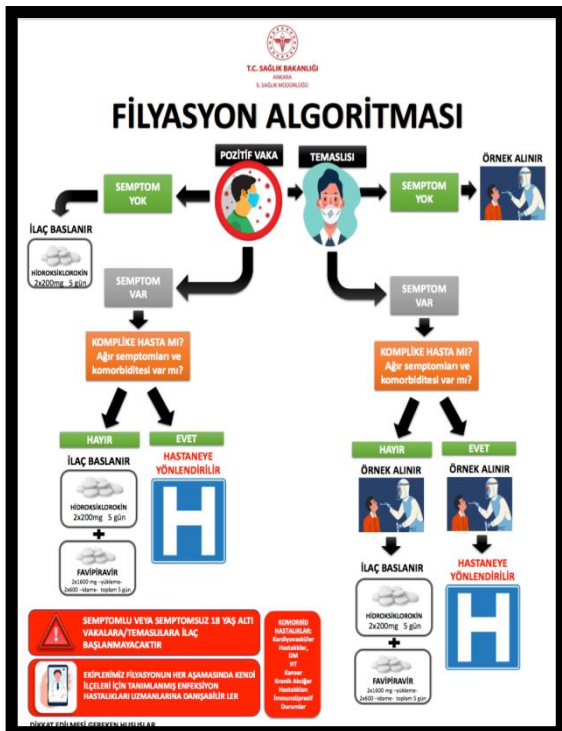 T.C. SAĞLIK BAKANLIĞI
ANKARA
İL SAĞLIK MÜDÜRLÜĞÜ
FİLYASYON ALGORİTMASI
POZİTİF VAKA
TEMASLISI
ÖRNEK ALINIR
SEMPTOM
YOK
SEMPTOM
YOK
İLAÇ BASLANIR
HİDROKSİKLOROKİN
2x200mg 5 gün
SEMPTOM
VAR
SEMPTOM
VAR
KOMPLİKE HASTA MI?
Ağır semptomları ve
komorbiditesi var mı?
KOMPLİKE HASTA MI?
Ağır semptomları ve
komorbiditesi var mı?
HAYIR
EVET
İLAÇ BASLANIR
HASTANEYE
YÖNLENDİRİLİR
HİDROKSİKLOROKİN
2x200mg 5 gün
+
FAVİPİRAVİR
2x1600 mg –yükleme-
2x600 –idame- toplam 5 gün
H
HAYIR
EVET
ÖRNEK ALINIR
ÖRNEK ALINIR
İLAÇ BASLANIR
HASTANEYE
YÖNLENDİRİLİR
HİDROKSİKLOROKİN
2x200mg 5 gün
+
FAVİPİRAVİR
2x1600 mg –yükleme-
2x600 –idame- toplam 5 gün
H
SEMPTOMLU VEYA SEMPTOMSUZ 18 YAŞ ALTI
VAKALARA/TEMASLILARA İLAÇ
BAŞLANMAYACAKTIR
EKİPLERİMİZ FİLYASYONUN HER AŞAMASINDA KENDİ
İLÇELERİ İÇİN TANIMLANMIŞ ENFEKSİYON
HASTALIKLARI UZMANLARINA DANIŞABİLİR LER
KOMORBİD
HASTALIKLAR:
Kardiyovasküler
Hastalıklar,
DM
HT
Kanser
Kronik Akciğer
Hastalıkları
İmmunsüpresif
Durumlar
DİKKAT EDİLMESİ GEREKEN HUSUSLAR